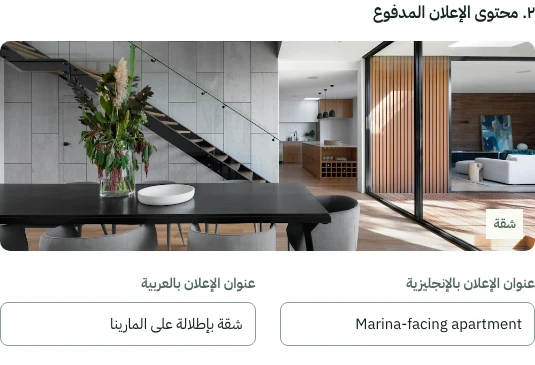 ٢. محتوى الإعلان المدفوع
شقة
عنوان الإعلان بالإنجليزية
Marina-facing apartment
عنوان الإعلان بالعربية
شقة بإطلالة على المارينا